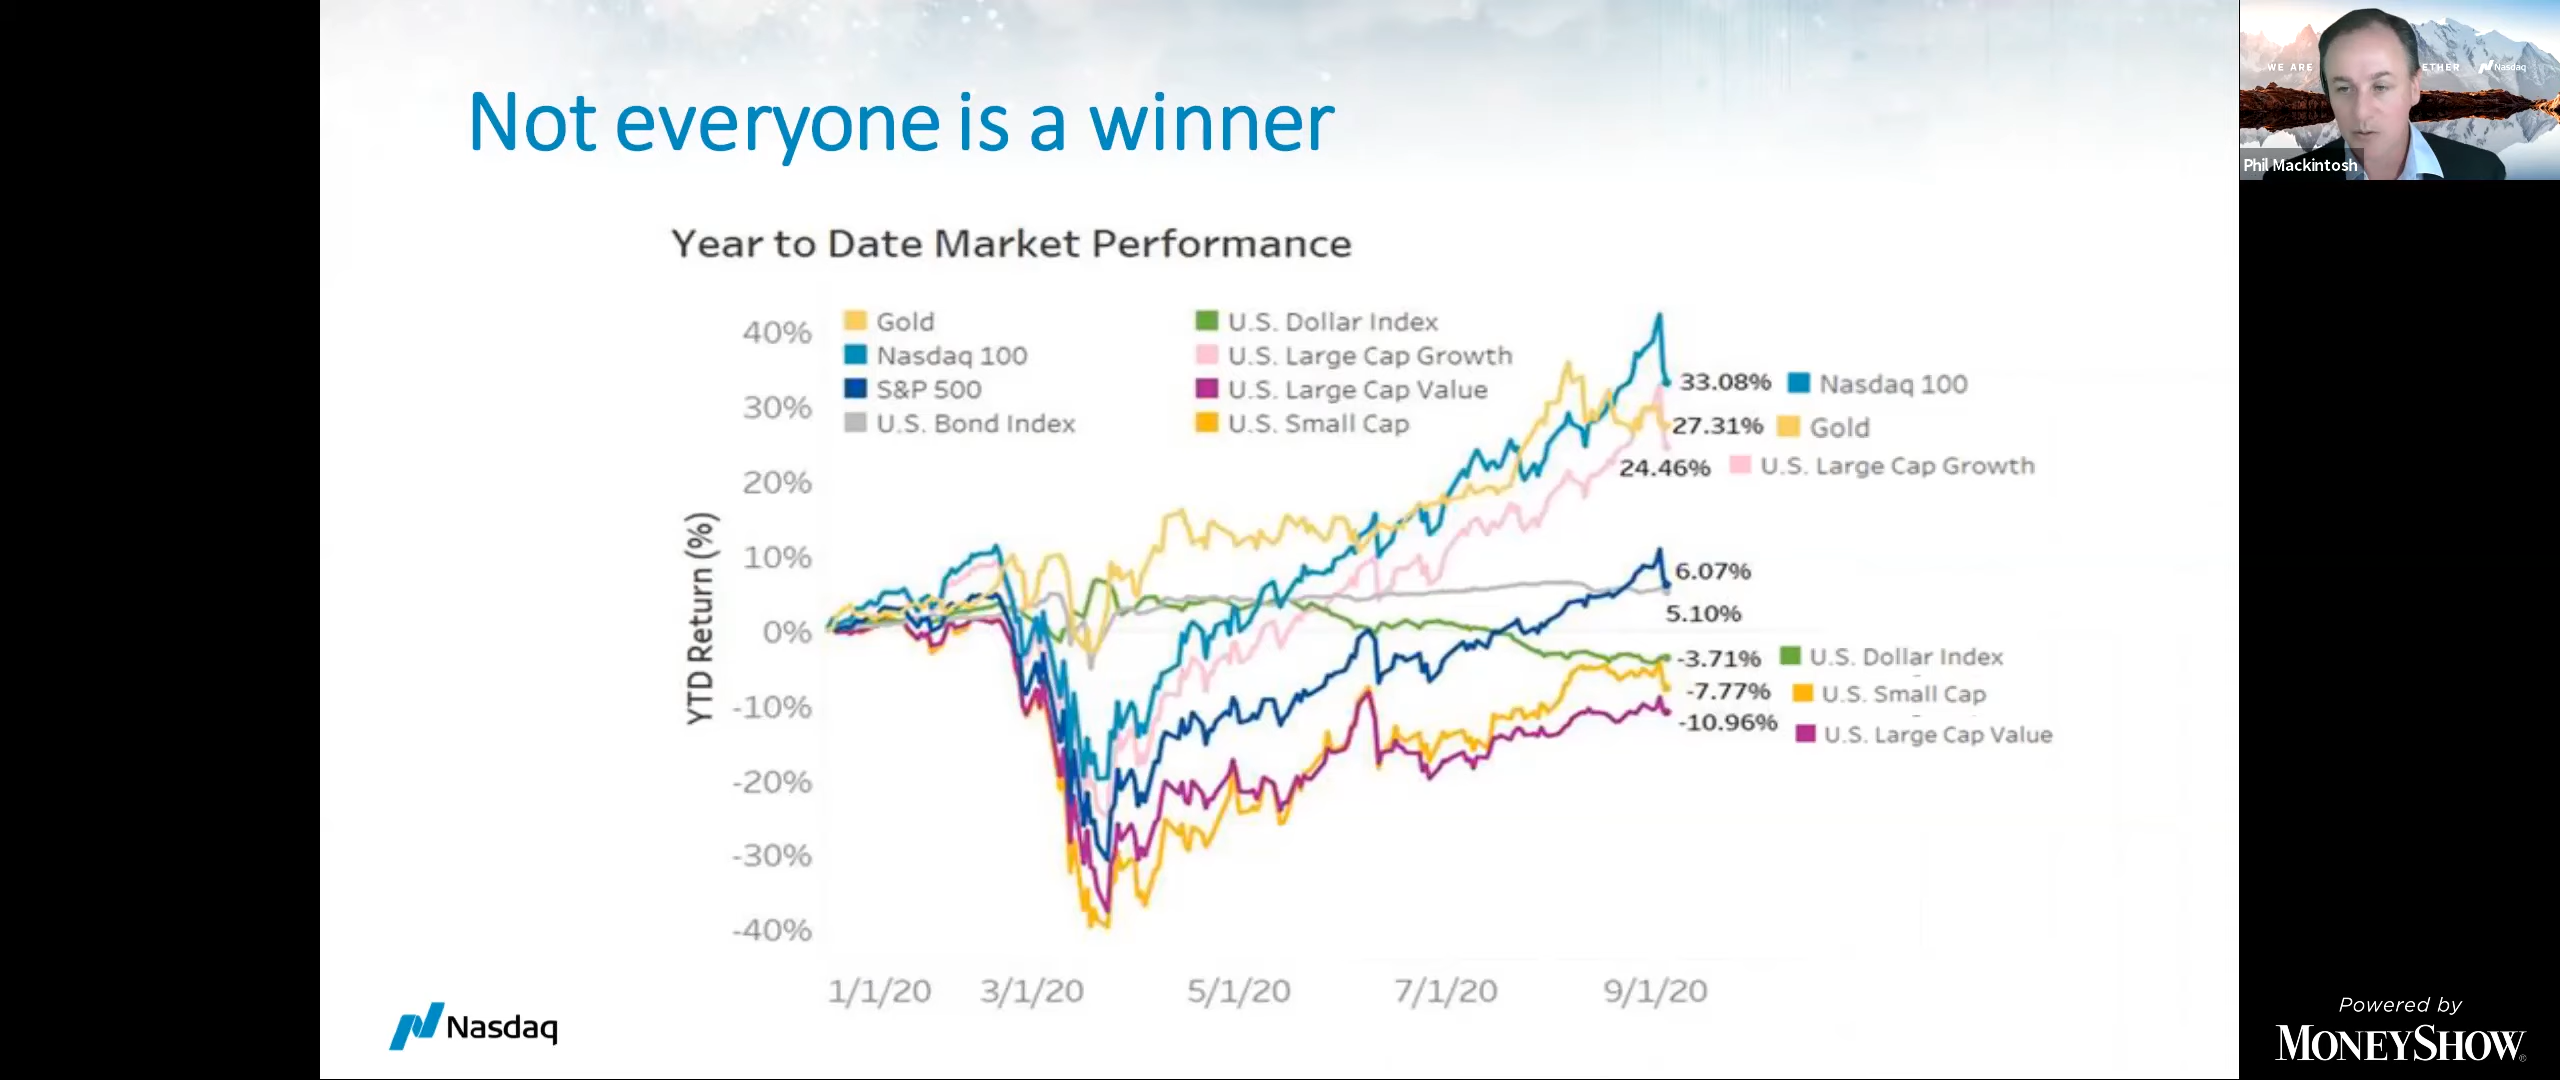 Not everyone is a winner
WE ARE
ETHER
Nasdaq
Phil Mackintosh
Year to Date Market Performance
Gold
Nasdaq 100
S&P 500
U.S. Bond Index
U.S. Dollar Index
U.S. Large Cap Growth
U.S. Large Cap Value
U.S. Small Cap
YTD Return (%)
40%
30%
20%
10%
0%
-10%
-20%
-30%
-40%
33.08% Nasdaq 100
27.31% Gold
24.46% U.S. Large Cap Growth
6.07%
5.10%
-3.71% U.S. Dollar Index
-7.77% U.S. Small Cap
-10.96% U.S. Large Cap Value
1/1/20 3/1/20 5/1/20 7/1/20 9/1/20
Nasdaq
Powered by
MONEYSHOW®